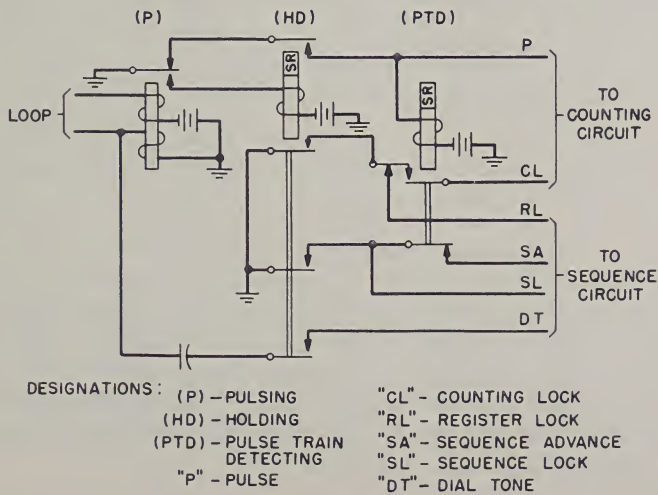 (P) (HD) (PTD)
SR
P
SR
LOOP
TO
COUNTING
CIRCUIT
CL
RL
SA
TO
SEQUENCE
CIRCUIT
SL
DT
DESIGNATIONS: (P) – PULSING
(HD) – HOLDING
(PTD) – PULSE TRAIN
DETECTING
"P" – PULSE
"CL" – COUNTING LOCK
"RL" – REGISTER LOCK
"SA" – SEQUENCE ADVANCE
"SL" – SEQUENCE LOCK
"DT" – DIAL TONE